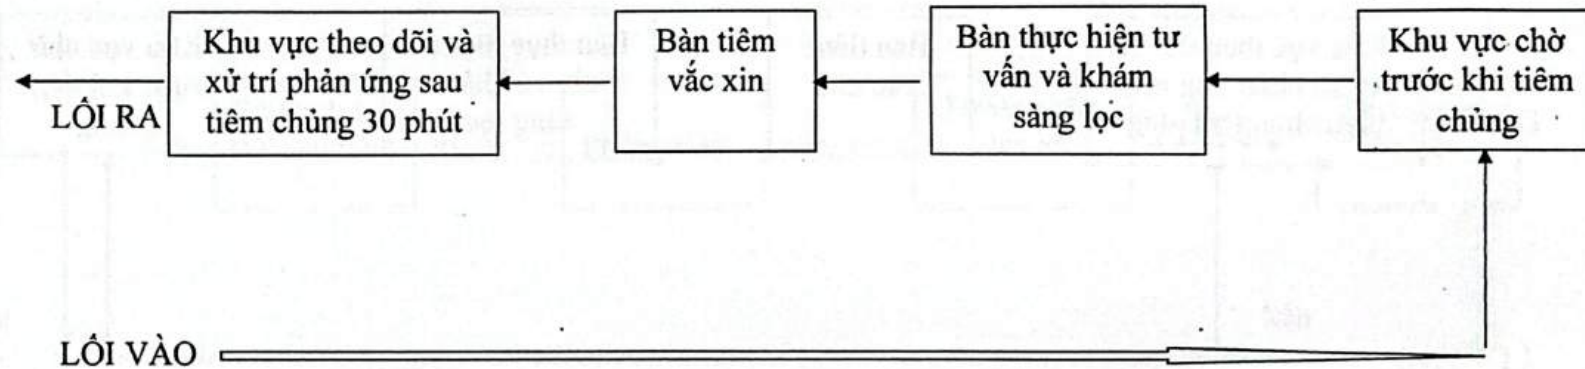 Khu vực theo dõi và
xử trí phản ứng sau
tiêm chủng 30 phút
Bàn tiêm
vắc xin
Bàn thực hiện tư
vấn và khám
sàng lọc
Khu vực chờ
trước khi tiêm
chủng
LỐI RA
LỐI VÀO